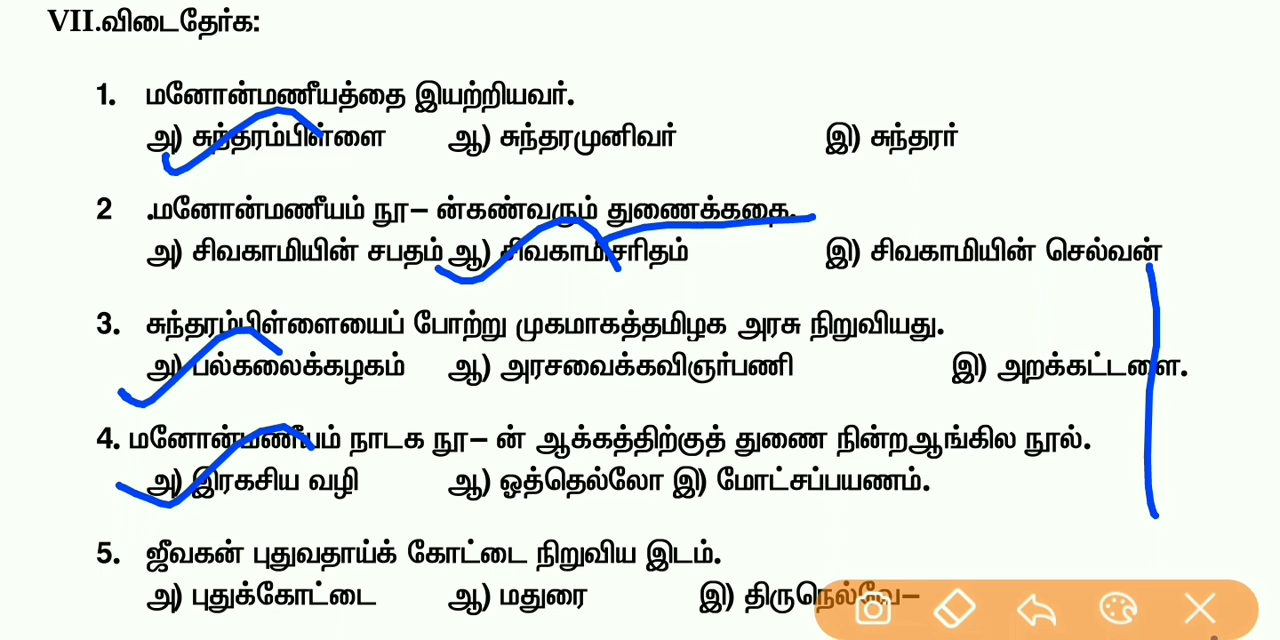 VII.விடைதேர்க:
1. மனோன்மணீயத்தை இயற்றியவர்.
அ) சுந்தரம்பிள்ளை ஆ) சுந்தரமுனிவர் இ) சுந்தரர்
2 .மனோன்மணீயம் நூ– ன்கண்வரும் துணைக்கதை.
அ) சிவகாமியின் சபதம் ஆ) சிவகாமிசரிதம் இ) சிவகாமியின் செல்வன்
3. சுந்தரம்பிள்ளையைப் போற்று முகமாகத்தமிழக அரசு நிறுவியது.
அ) பல்கலைக்கழகம் ஆ) அரசவைக்கவிஞர்பணி இ) அறக்கட்டளை.
4. மனோன்மணீயம் நாடக நூ– ன் ஆக்கத்திற்குத் துணை நின்றஆங்கில நூல்.
அ) இரகசிய வழி ஆ) ஒத்தெல்லோ இ) மோட்சப்பயணம்.
5. ஜீவகன் புதுவதாய்க் கோட்டை நிறுவிய இடம்.
அ) புதுக்கோட்டை ஆ) மதுரை இ) திருநெல்வே–